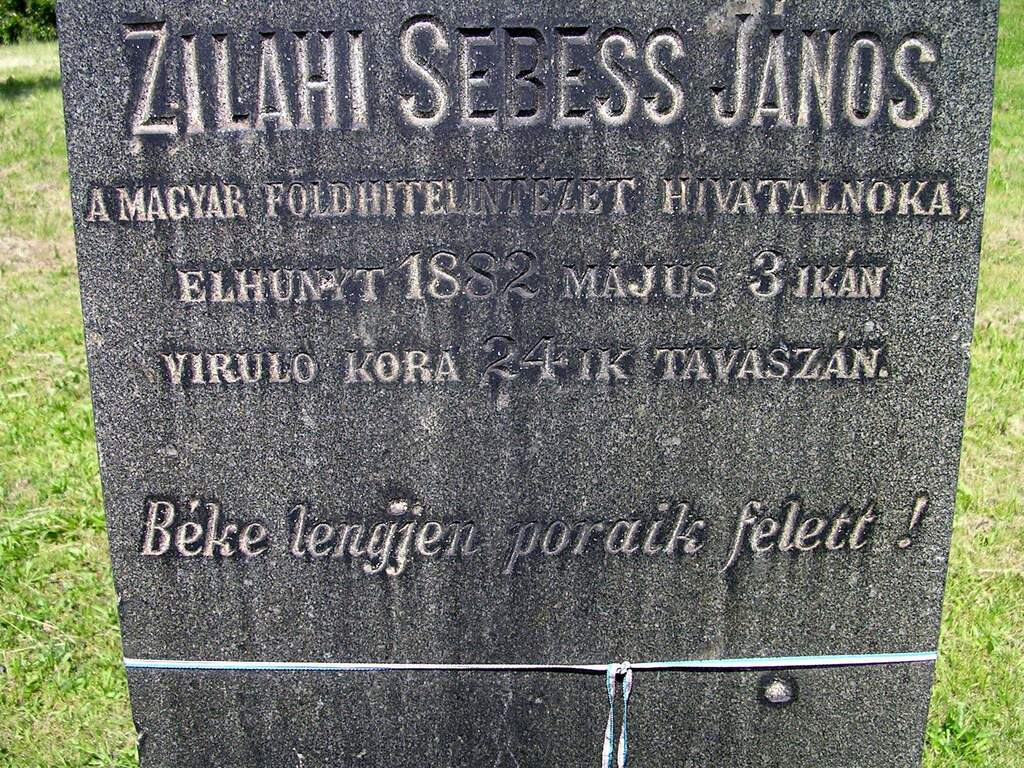 ZILAHI SEBESS JÁNOS
A MAGYAR FÖLDHITELINTÉZET HIVATALNOKA,
ELHUNYT 1882 MÁJUS 3 IKÁN
VIRULÓ KORA 24 IK TAVASZÁN.
Béke lengjen poraik felett !